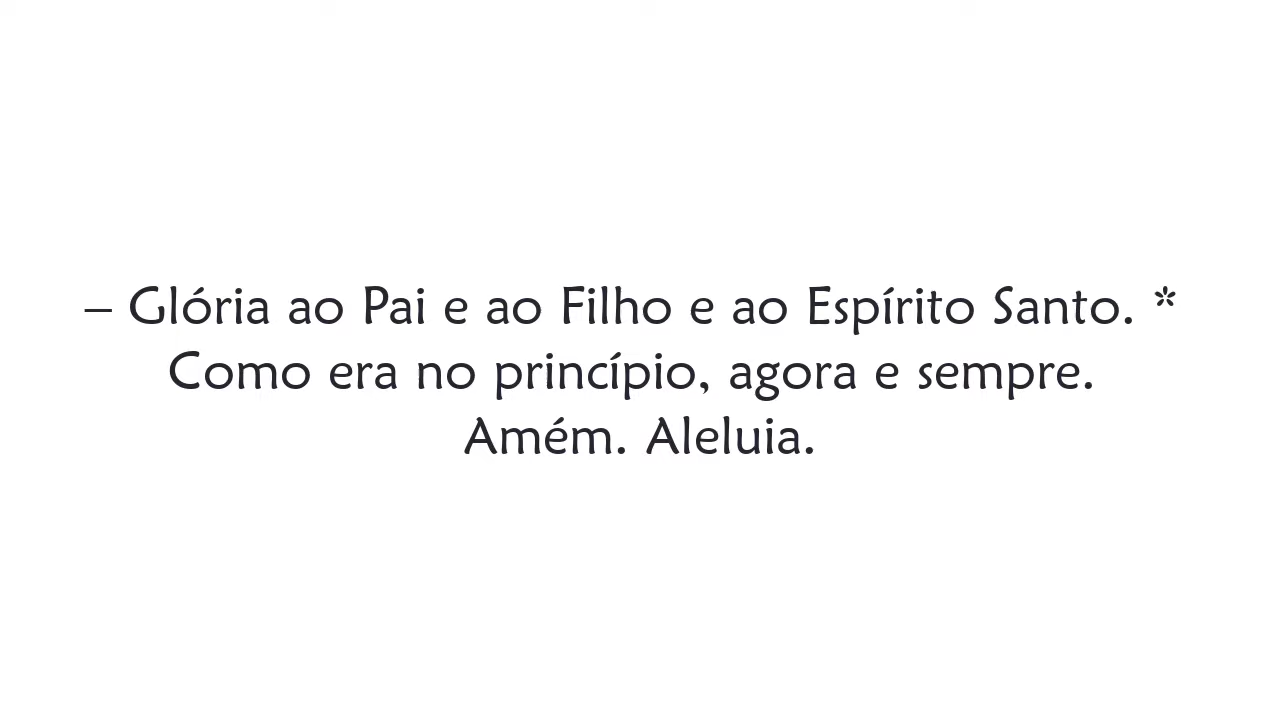 – Glória ao Pai e ao Filho e ao Espírito Santo. *
Como era no princípio, agora e sempre.
Amém. Aleluia.